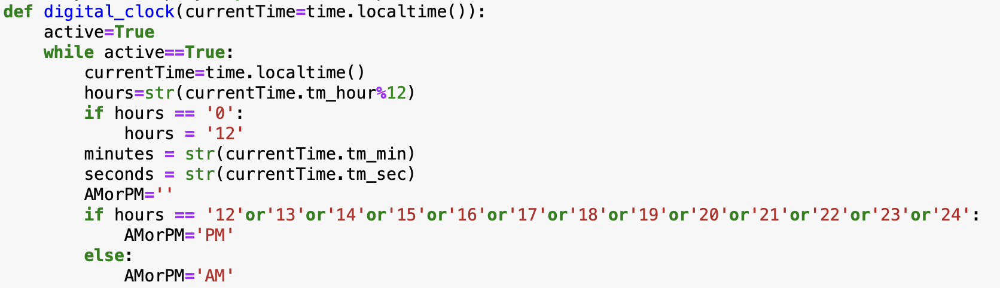 def digital_clock(currentTime=time.localtime()):
    active=True
    while active==True:
        currentTime=time.localtime()
        hours=str(currentTime.tm_hour%12)
        if hours == '0':
            hours = '12'
        minutes = str(currentTime.tm_min)
        seconds = str(currentTime.tm_sec)
        AMorPM=''
        if hours == '12'or'13'or'14'or'15'or'16'or'17'or'18'or'19'or'20'or'21'or'22'or'23'or'24':
            AMorPM='PM'
        else:
            AMorPM='AM'